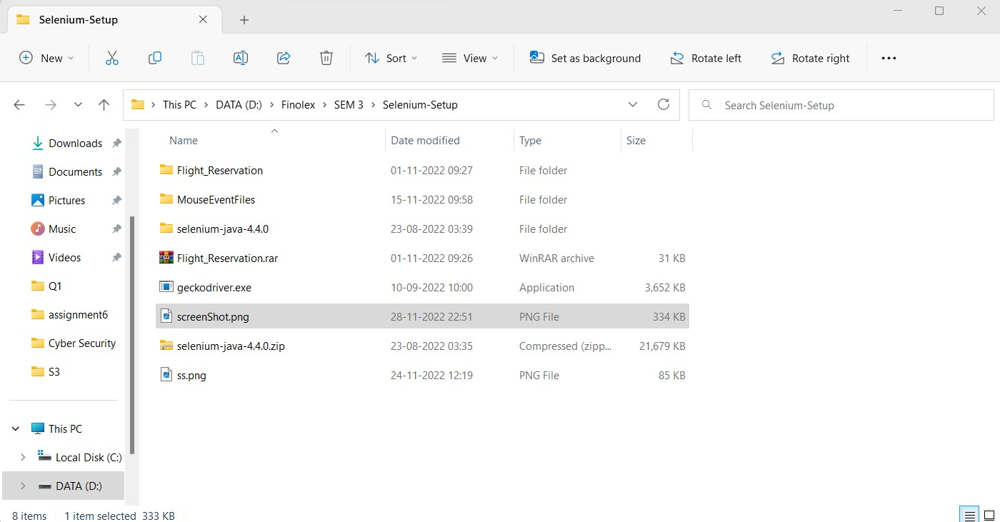 Selenium-Setup
New Sort View Set as background Rotate left Rotate right
This PC DATA (D:) Finolex SEM 3 Selenium-Setup Search Selenium-Setup
Name Date modified Type Size
Downloads
Documents
Pictures
Music
Videos
Q1
assignment6
Cyber Security
S3
This PC
Local Disk (C:)
DATA (D:)
Flight_Reservation 01-11-2022 09:27 File folder
MouseEventFiles 15-11-2022 09:58 File folder
selenium-java-4.4.0 23-08-2022 03:39 File folder
Flight_Reservation.rar 01-11-2022 09:26 WinRAR archive 31 KB
geckodriver.exe 10-09-2022 10:00 Application 3,652 KB
screenShot.png 28-11-2022 22:51 PNG File 334 KB
selenium-java-4.4.0.zip 23-08-2022 03:35 Compressed (zipp... 21,679 KB
ss.png 24-11-2022 12:19 PNG File 85 KB
8 items 1 item selected 333 KB